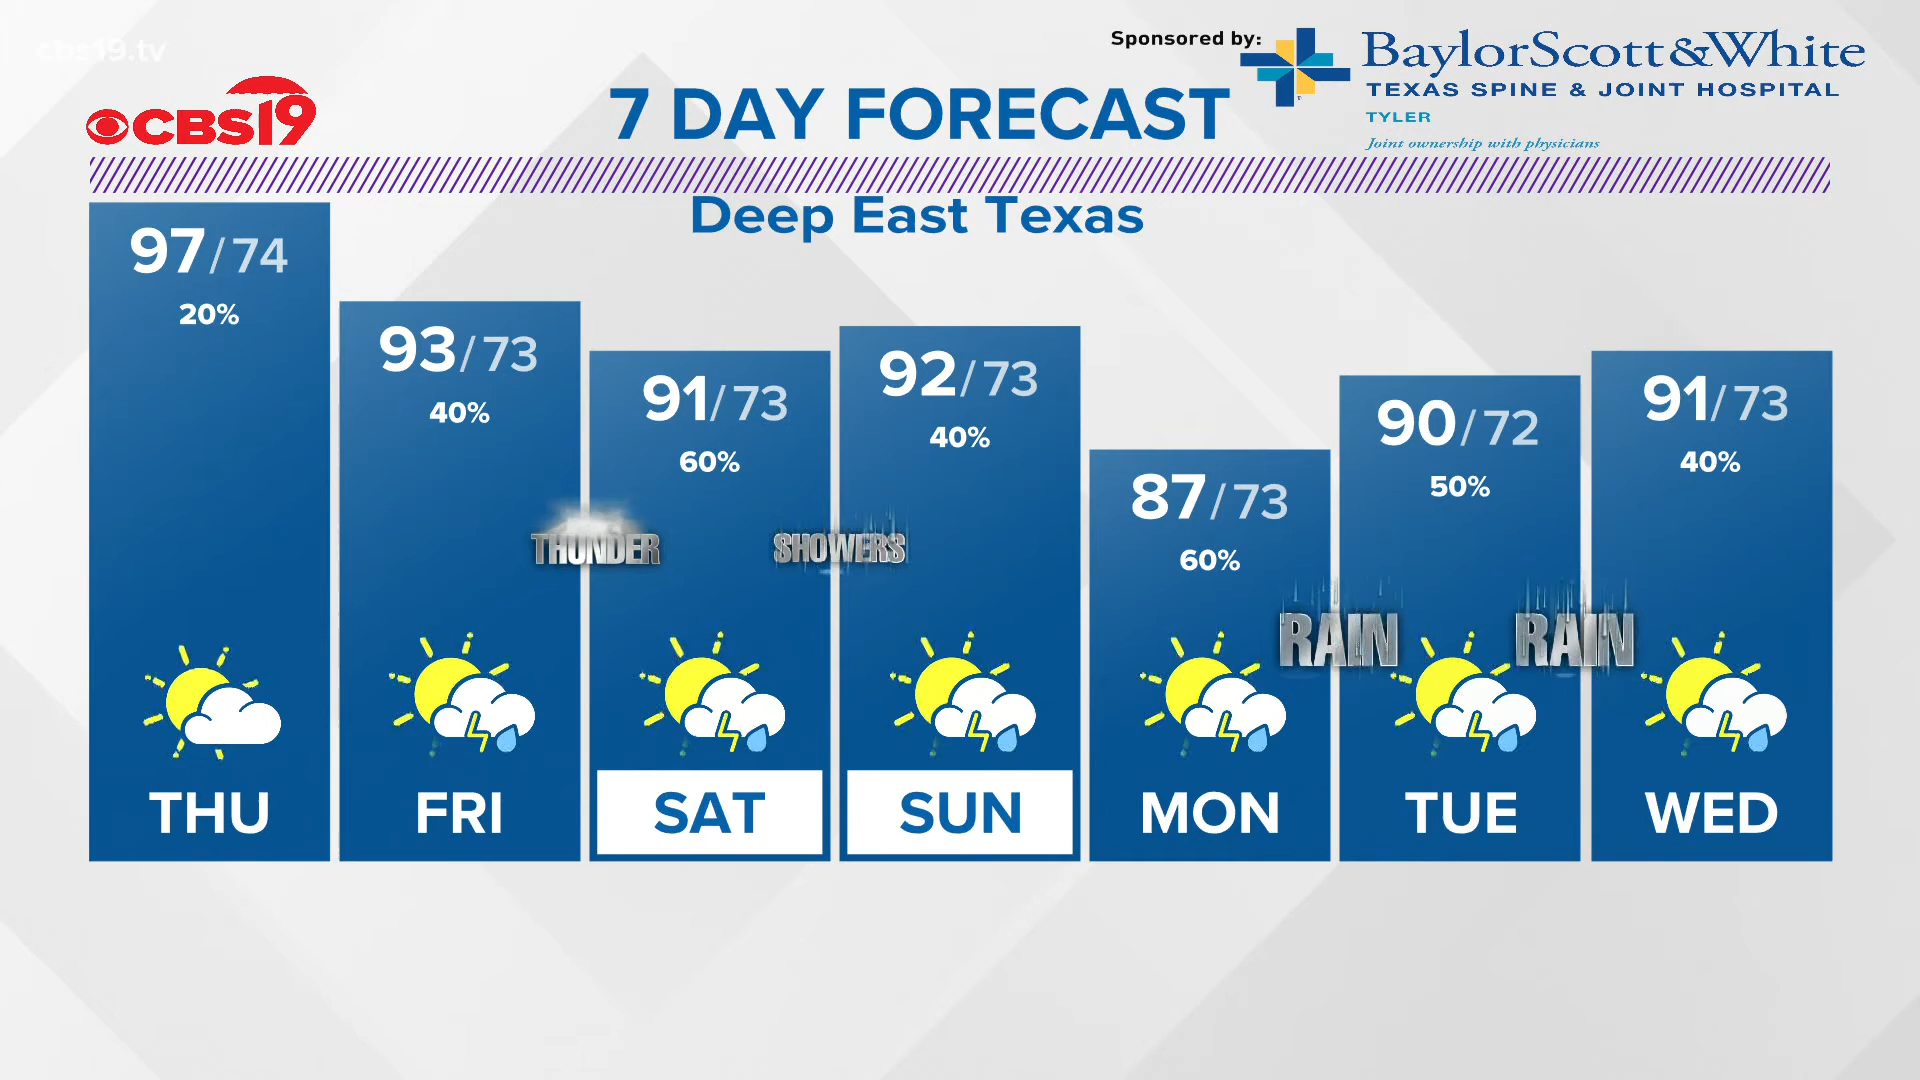 cbs19.tv
CBS19
7 DAY FORECAST
Sponsored by:
BaylorScott&White
TEXAS SPINE & JOINT HOSPITAL
TYLER
Joint ownership with physicians
Deep East Texas
97/74
20%
THU
93/73
40%
FRI
THUNDER
91/73
60%
SAT
SHOWERS
92/73
40%
SUN
87/73
60%
MON
RAIN
90/72
50%
TUE
RAIN
91/73
40%
WED